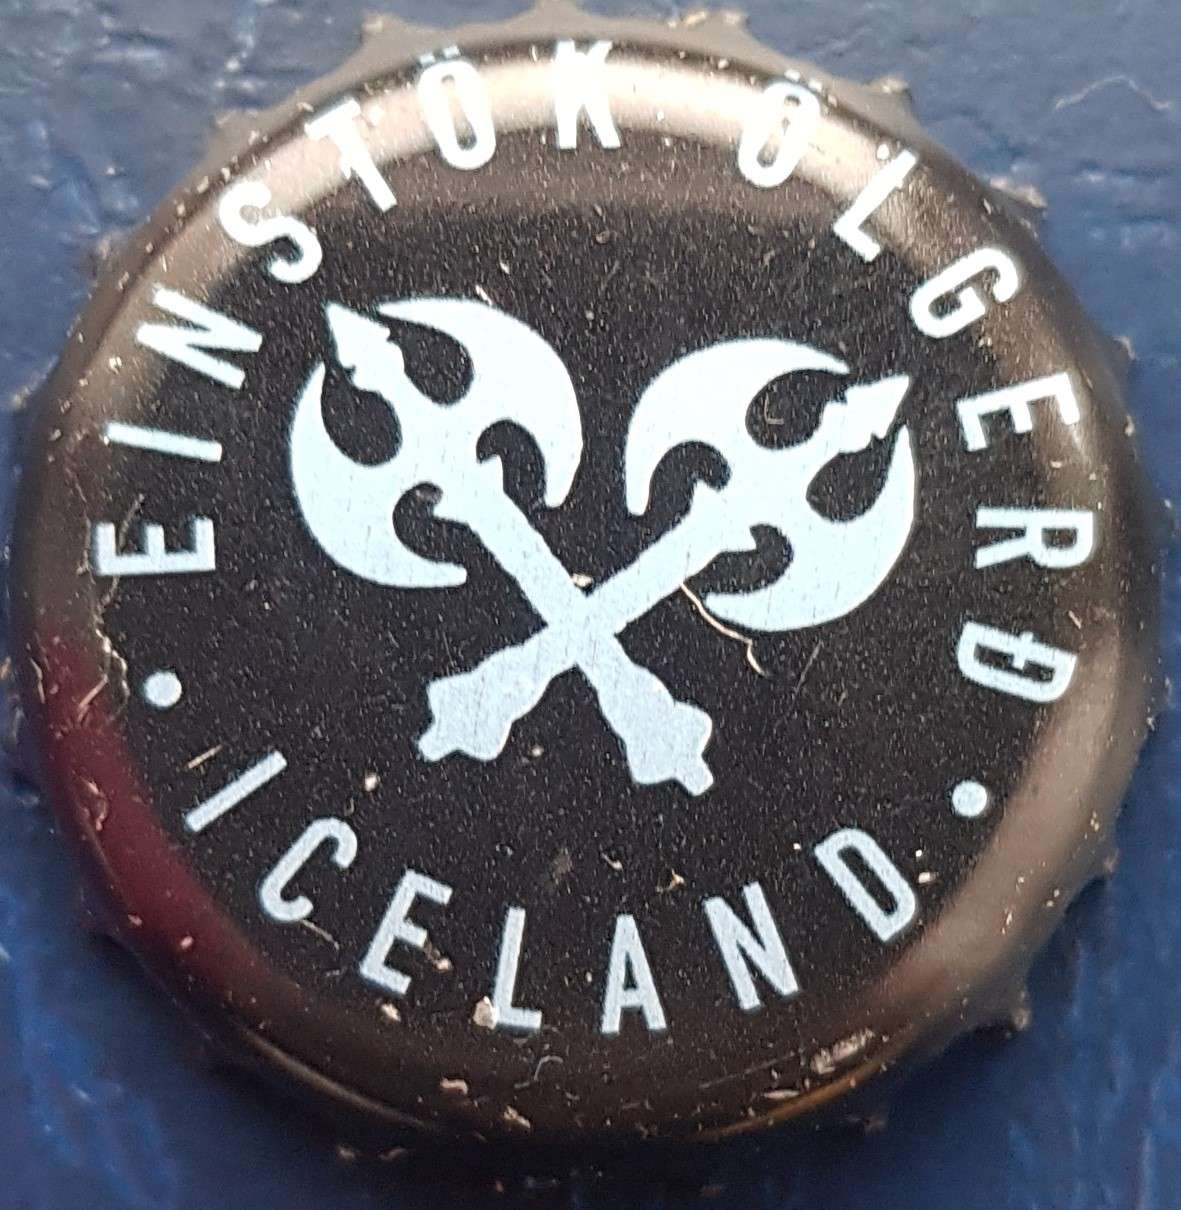 EINSTÖK ÖLGERÐ
• ICELAND •